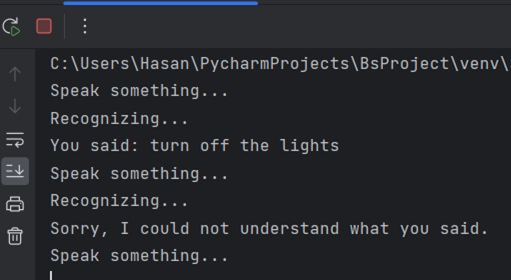 C:\Users\Hasan\PycharmProjects\BsProject\venv\
Speak something...
Recognizing...
You said: turn off the lights
Speak something...
Recognizing...
Sorry, I could not understand what you said.
Speak something...